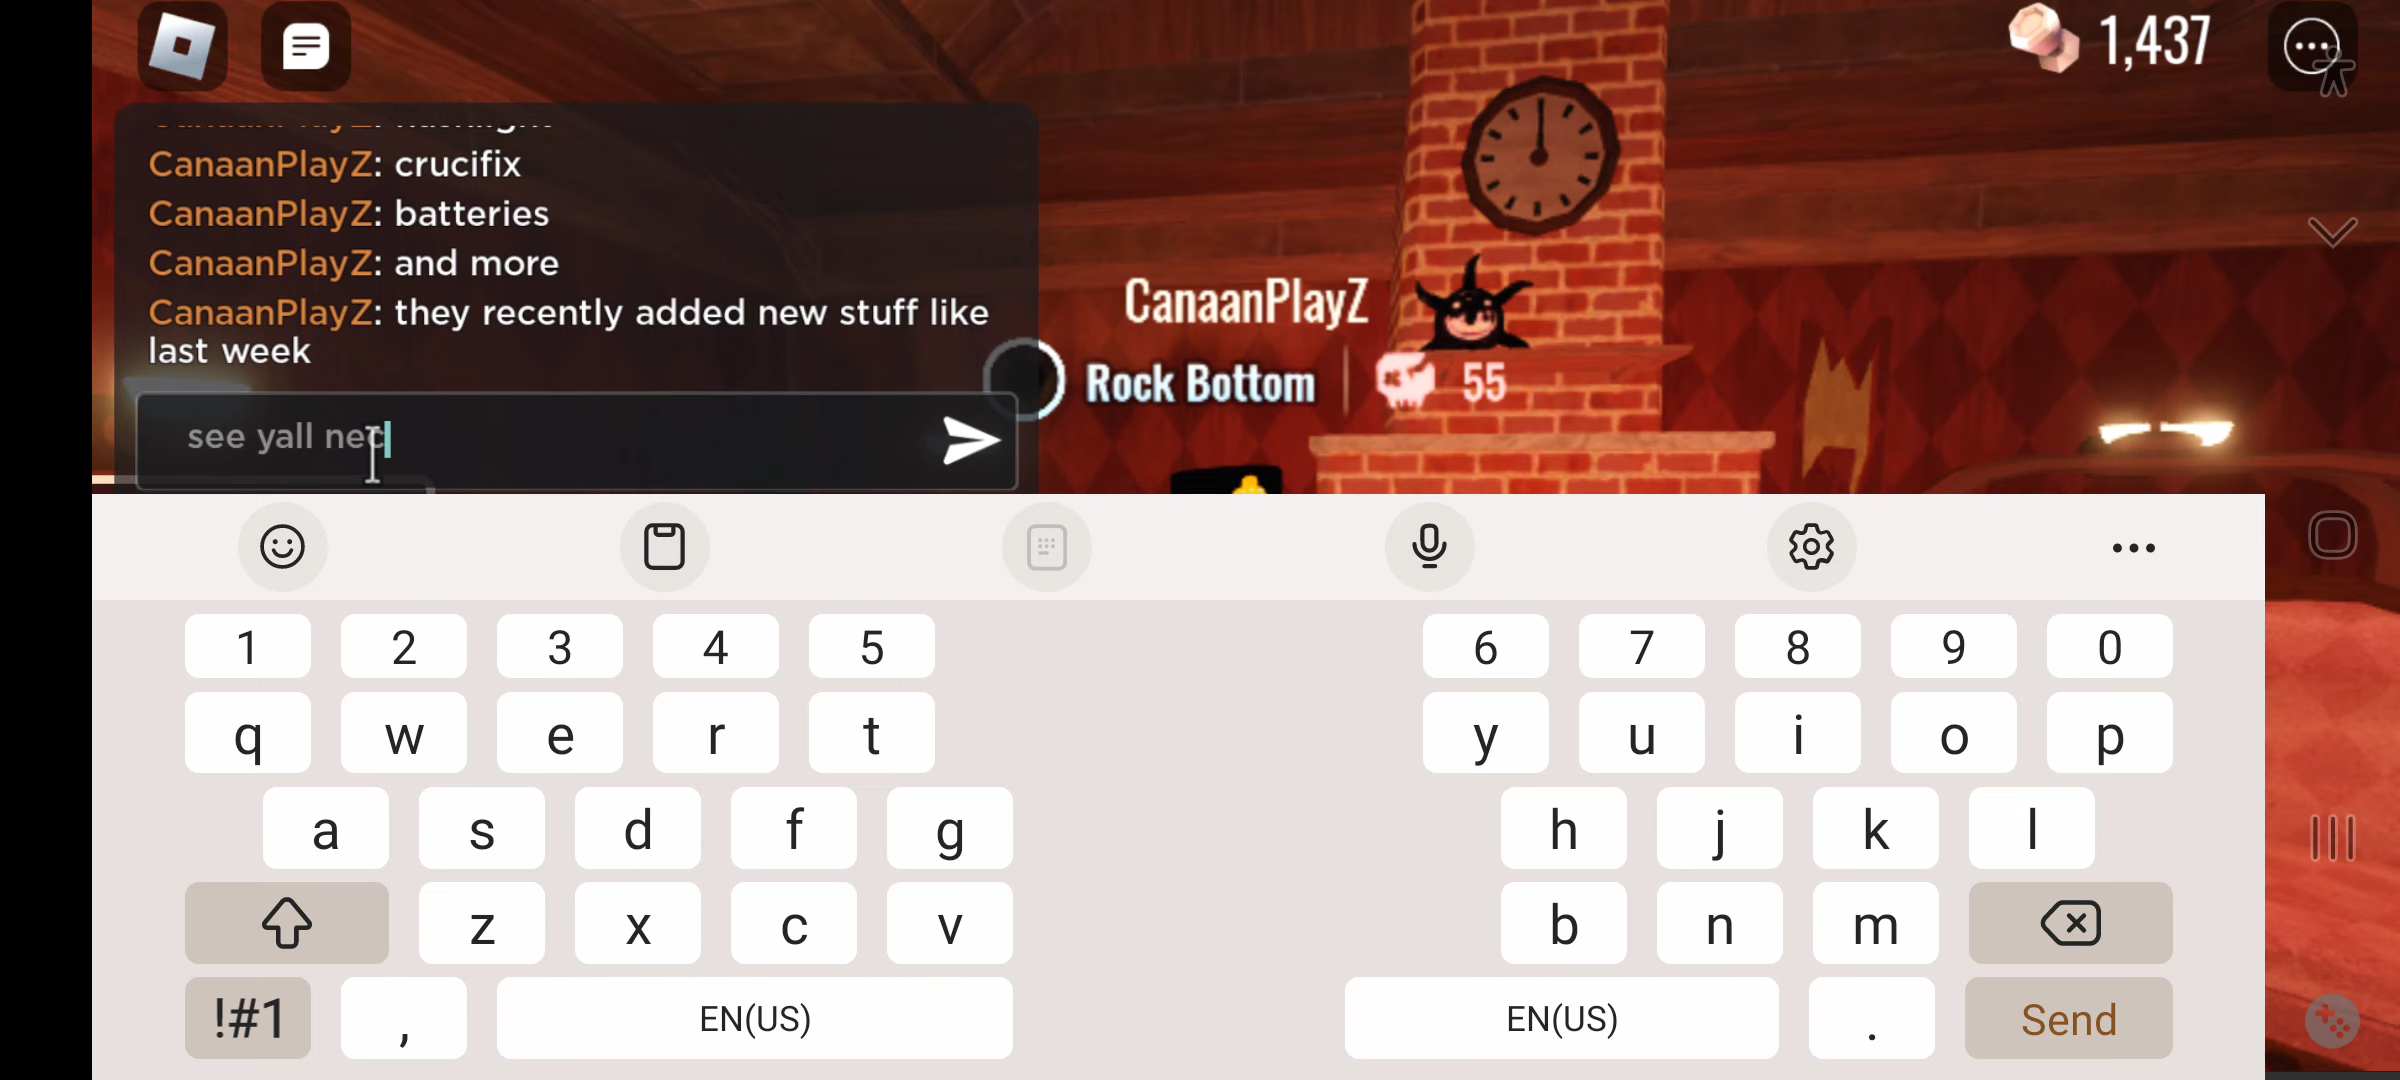 1,437
CanaanPlayZ: crucifix
CanaanPlayZ: batteries
CanaanPlayZ: and more
CanaanPlayZ: they recently added new stuff like
last week
see yall nec
CanaanPlayZ
Rock Bottom 55
1 2 3 4 5 6 7 8 9 0
q w e r t y u i o p
a s d f g h j k l
z x c v b n m
!#1 , EN(US) EN(US) . Send